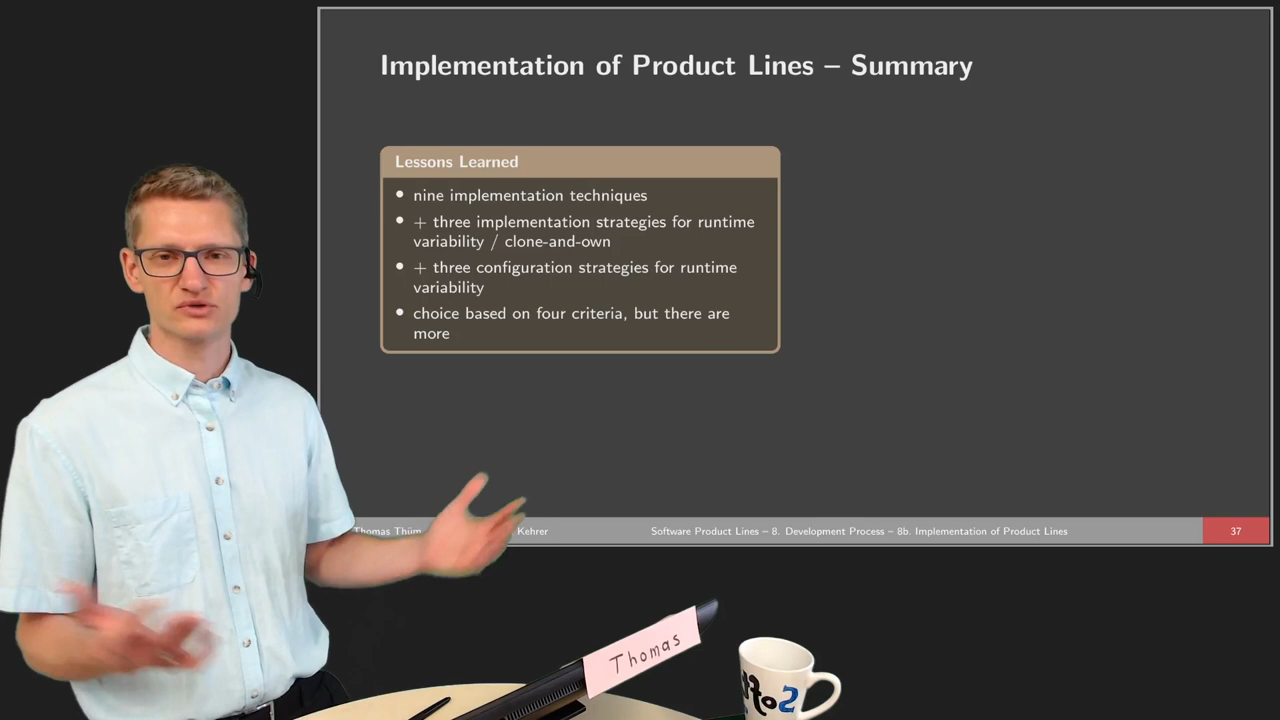 Implementation of Product Lines – Summary
Lessons Learned
• nine implementation techniques
• + three implementation strategies for runtime
variability / clone-and-own
• + three configuration strategies for runtime
variability
• choice based on four criteria, but there are
more
Thomas Thüm Kehrer
Software Product Lines – 8. Development Process – 8b. Implementation of Product Lines
37
Thomas